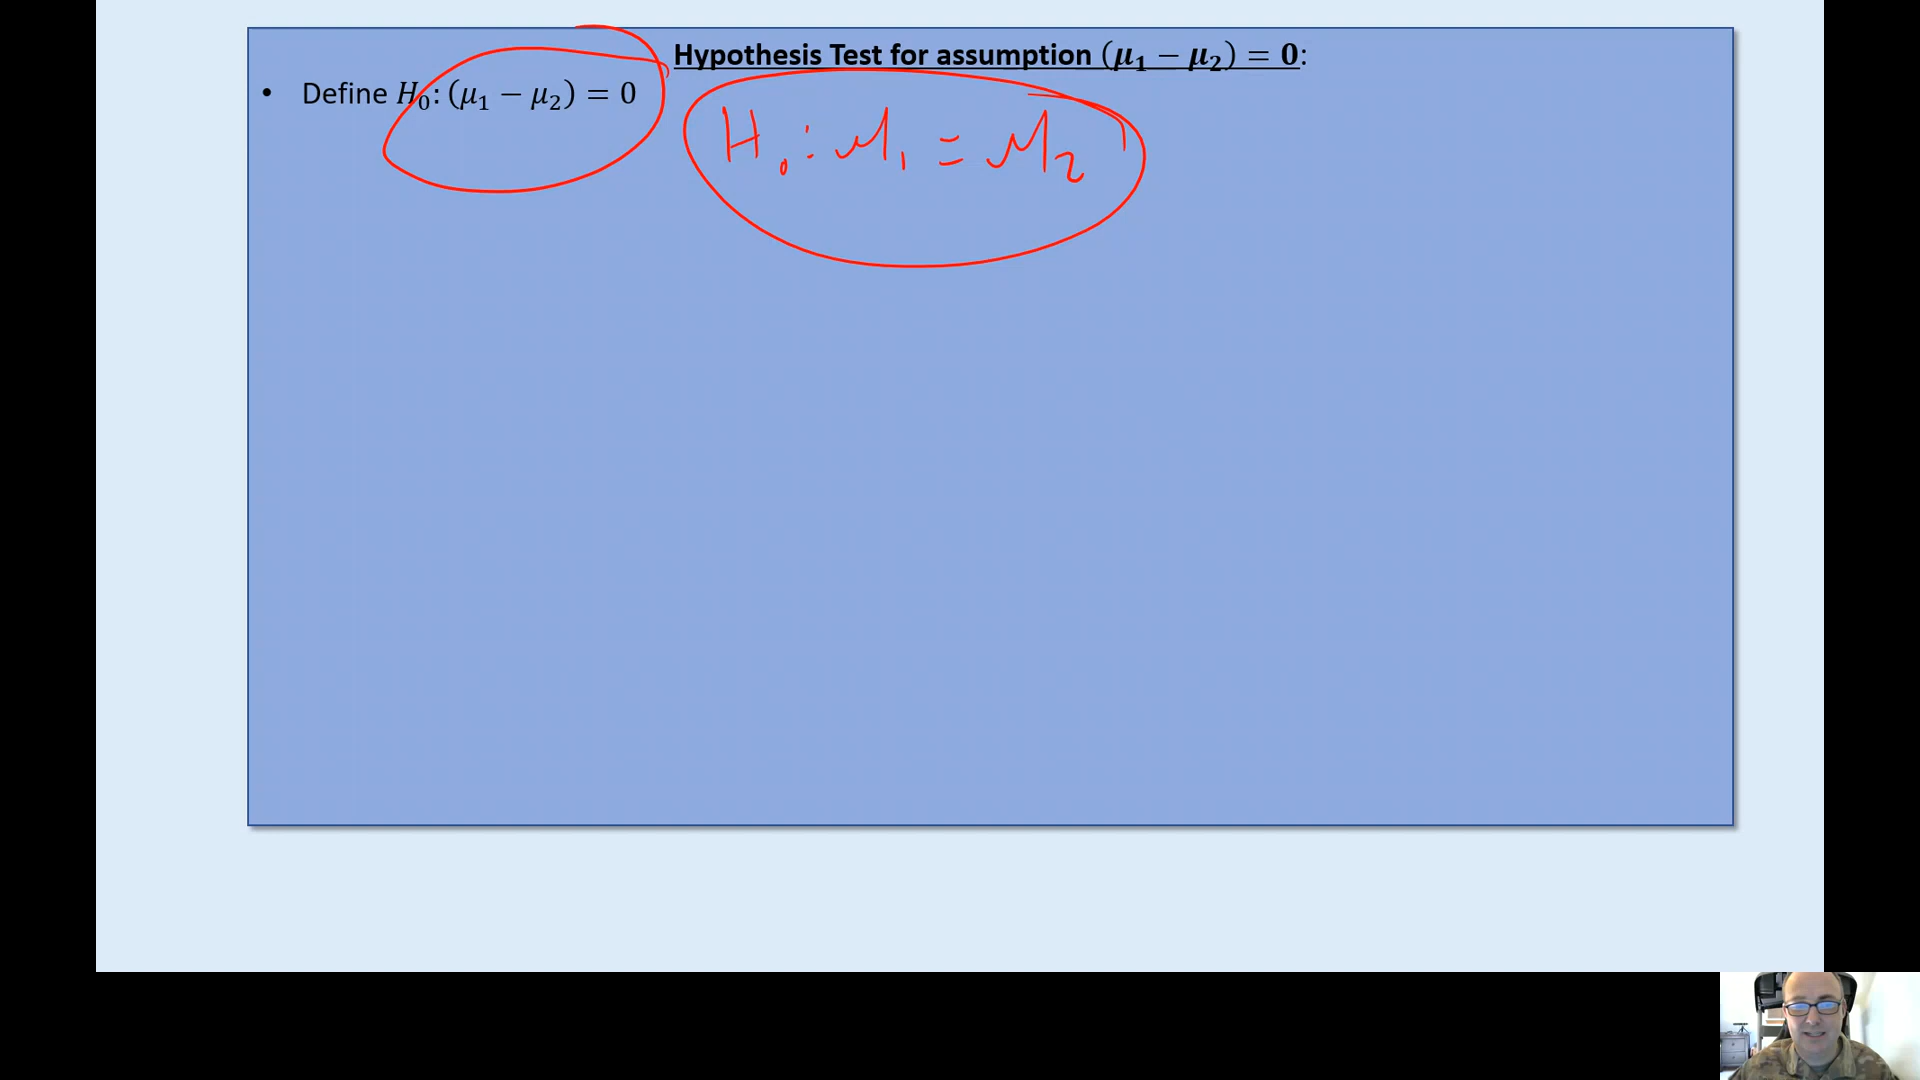 Hypothesis Test for assumption (μ₁ − μ₂) = 0:
• Define H₀: (μ₁ − μ₂) = 0
H₀: μ₁ = μ₂